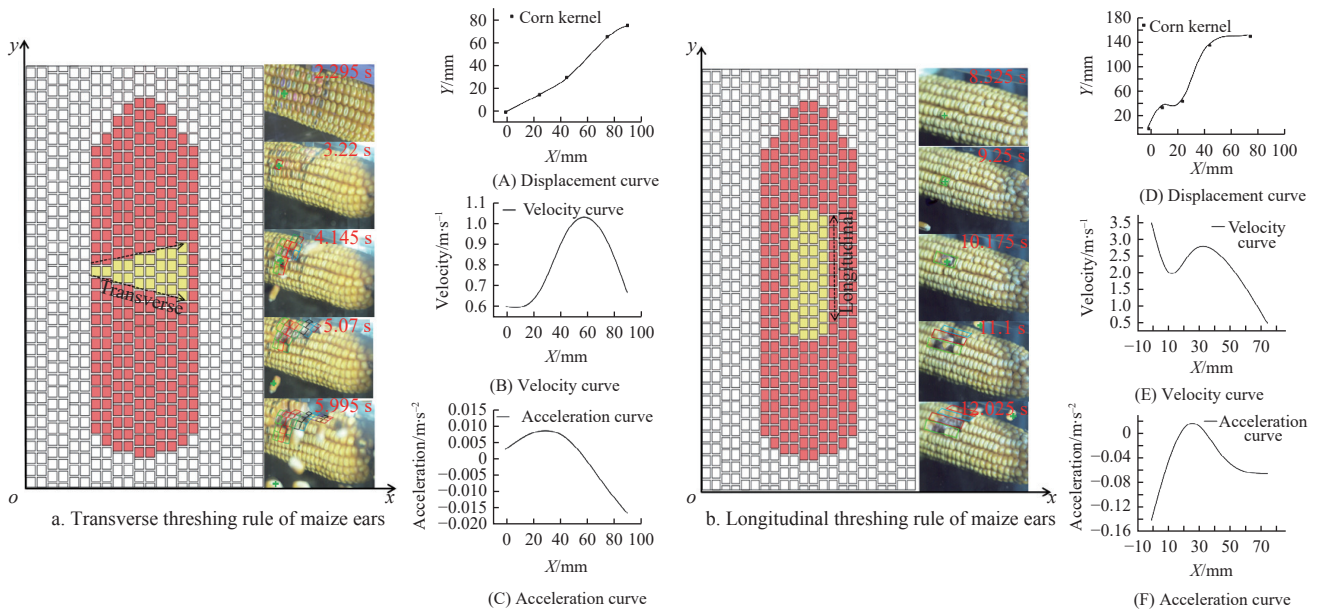 y
2.295 s
3.22 s
4.145 s
5.07 s
5.995 s
Transverse
o
x
a. Transverse threshing rule of maize ears
Corn kernel
Y/mm
80
60
40
20
0
0 20 40 60 80 100
X/mm
(A) Displacement curve
Velocity curve
Velocity/m·s⁻¹
1.1
1.0
0.9
0.8
0.7
0.6
0 20 40 60 80 100
X/mm
(B) Velocity curve
Acceleration curve
Acceleration/m·s⁻²
0.015
0.010
0.005
0
−0.005
−0.010
−0.015
−0.020
0 20 40 60 80 100
X/mm
(C) Acceleration curve
y
8.325 s
9.25 s
10.175 s
11.1 s
12.025 s
Longitudinal
o
x
b. Longitudinal threshing rule of maize ears
Corn kernel
Y/mm
180
160
140
120
100
80
60
40
20
0 20 40 60 80 100
X/mm
(D) Displacement curve
Velocity
curve
Velocity/m·s⁻¹
3.5
3.0
2.5
2.0
1.5
1.0
0.5
−10 10 30 50 70
X/mm
(E) Velocity curve
Acceleration
curve
Acceleration/m·s⁻²
0
−0.04
−0.08
−0.12
−0.16
−10 10 30 50 70
X/mm
(F) Acceleration curve